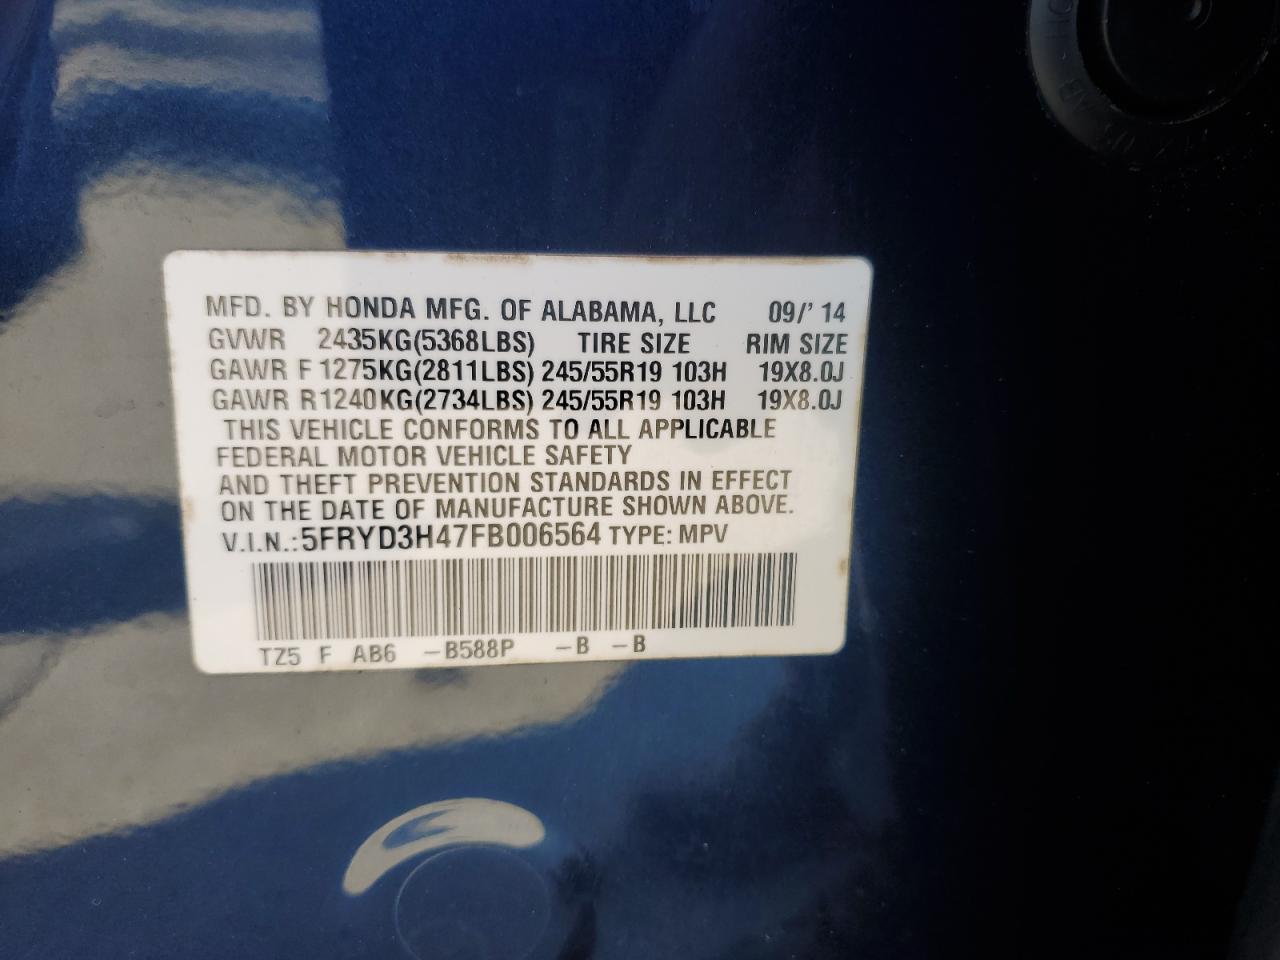 MFD. BY HONDA MFG. OF ALABAMA, LLC 09/' 14
GVWR 2435KG(5368LBS) TIRE SIZE RIM SIZE
GAWR F 1275KG(2811LBS) 245/55R19 103H 19X8.0J
GAWR R 1240KG(2734LBS) 245/55R19 103H 19X8.0J
THIS VEHICLE CONFORMS TO ALL APPLICABLE
FEDERAL MOTOR VEHICLE SAFETY
AND THEFT PREVENTION STANDARDS IN EFFECT
ON THE DATE OF MANUFACTURE SHOWN ABOVE.
V.I.N.: 5FRYD3H47FB006564 TYPE: MPV
TZ5 F AB6 -B588P -B -B